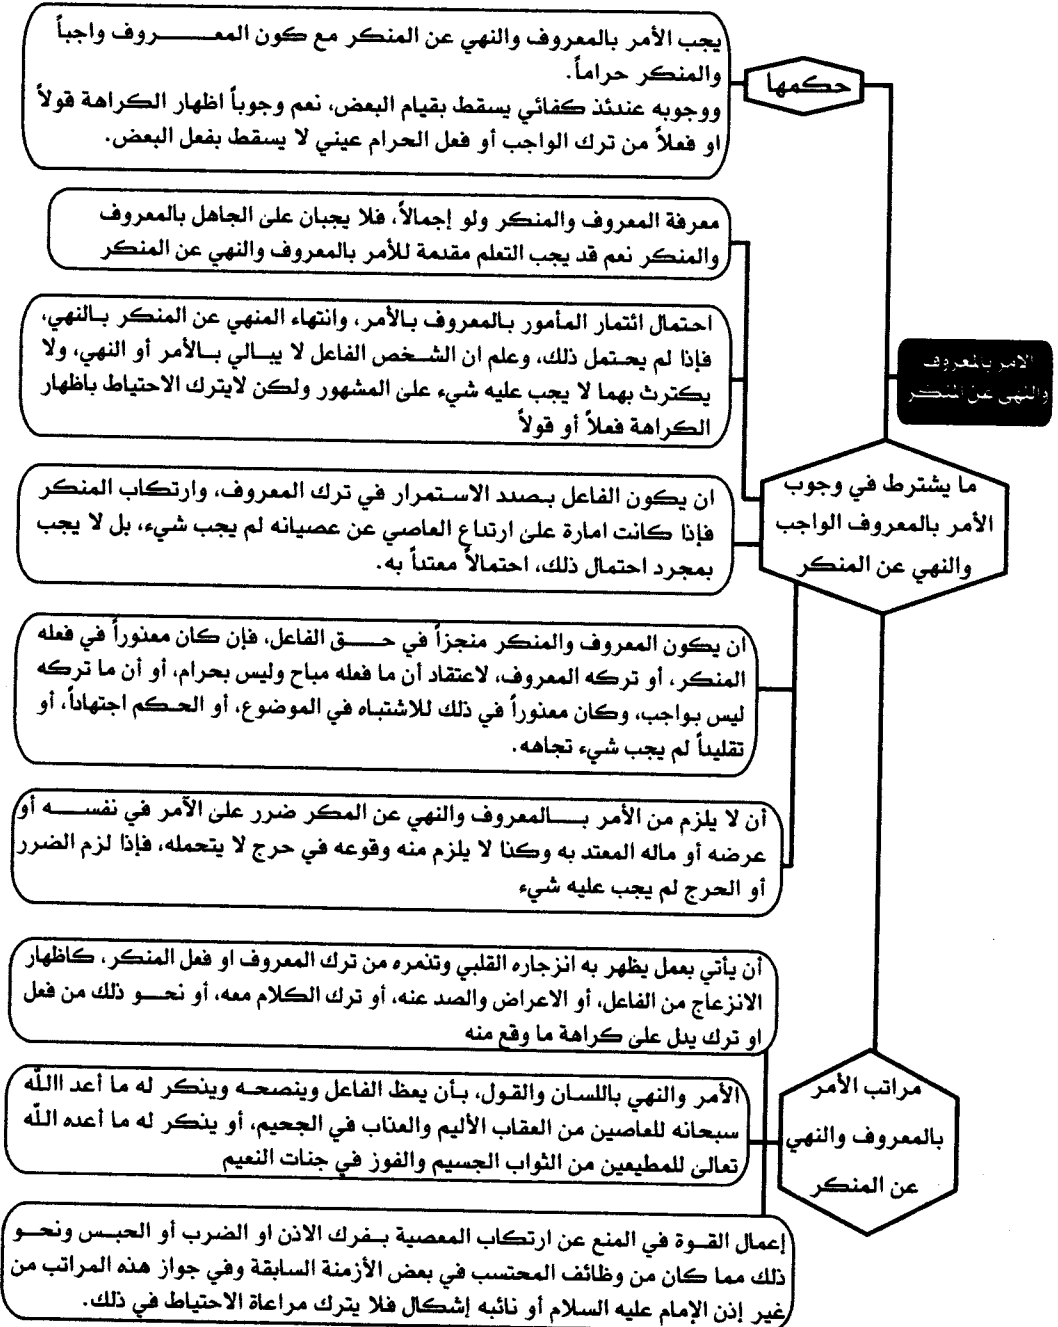 الامر بالمعروف
والنهي عن المنكر
حكمها
يجب الأمر بالمعروف والنهي عن المنكر مع كون المعـــــروف واجباً
والمنكر حراماً.
ووجوبه عندئذ كفائي يسقط بقيام البعض، نعم وجوباً اظهار الكراهة قولاً
او فعلاً من ترك الواجب أو فعل الحرام عيني لا يسقط بفعل البعض.
ما يشترط في وجوب
الأمر بالمعروف الواجب
والنهي عن المنكر
معرفة المعروف والمنكر ولو إجمالاً، فلا يجبان على الجاهل بالمعروف
والمنكر نعم قد يجب التعلم مقدمة للأمر بالمعروف والنهي عن المنكر
احتمال ائتمار المأمور بالمعروف بالأمر، وانتهاء المنهي عن المنكر بالنهي،
فإذا لم يحتمل ذلك، وعلم ان الشخص الفاعل لا يبالي بالأمر أو النهي، ولا
يكترث بهما لا يجب عليه شيء على المشهور ولكن لايترك الاحتياط باظهار
الكراهة فعلاً أو قولاً
ان يكون الفاعل بصدد الاستمرار في ترك المعروف، وارتكاب المنكر
فإذا كانت امارة على ارتداع العاصي عن عصيانه لم يجب شيء، بل لا يجب
بمجرد احتمال ذلك، احتمالاً معتداً به.
أن يكون المعروف والمنكر منجزاً في حــق الفاعل، فإن كان معذوراً في فعله
المنكر، أو تركه المعروف، لاعتقاد أن ما فعله مباح وليس بحرام، أو أن ما تركه
ليس بواجب، وكان معذوراً في ذلك للاشتباه في الموضوع، أو الحكم اجتهاداً، أو
تقليداً لم يجب شيء تجاهه.
أن لا يلزم من الأمر بــالمعروف والنهي عن المكر ضرر على الآمر في نفســـه أو
عرضه أو ماله المعتد به وكذا لا يلزم منه وقوعه في حرج لا يتحمله، فإذا لزم الضرر
أو الحرج لم يجب عليه شيء
مراتب الأمر
بالمعروف والنهي
عن المنكر
أن يأتي بعمل يظهر به انزجاره القلبي وتذمره من ترك المعروف او فعل المنكر، كاظهار
الانزعاج من الفاعل، أو الاعراض والصد عنه، أو ترك الكلام معه، أو نحــو ذلك من فعل
او ترك يدل على كراهة ما وقع منه
الأمر والنهي باللسان والقول، بأن يعظ الفاعل وينصحه ويذكر له ما أعد االله
سبحانه للعاصين من العقاب الأليم والعذاب في الجحيم، أو يذكر له ما أعده الله
تعالى للمطيعين من الثواب الجسيم والفوز في جنات النعيم
إعمال القــوة في المنع عن ارتكاب المعصية بفرك الاذن او الضرب أو الحبس ونحــو
ذلك مما كان من وظائف المحتسب في بعض الأزمنة السابقة وفي جواز هذه المراتب من
غير إذن الإمام عليه السلام أو نائبه إشكال فلا يترك مراعاة الاحتياط في ذلك.